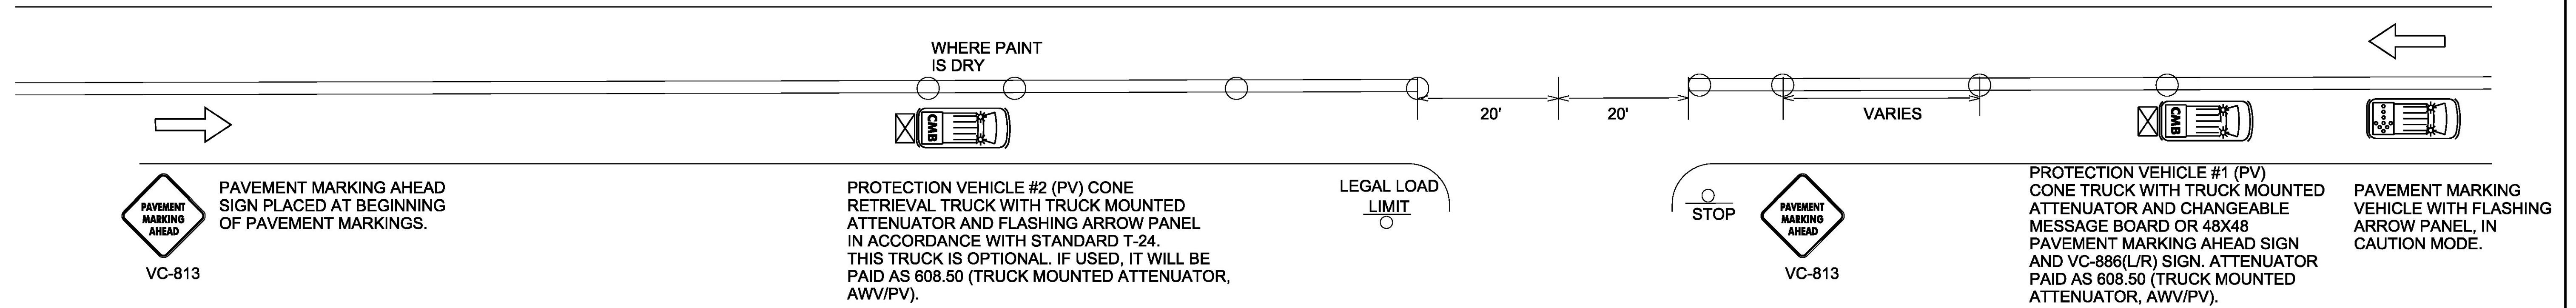 WHERE PAINT
IS DRY
CMB
20'
20'
VARIES
CMB
PAVEMENT
MARKING
AHEAD
VC-813
PAVEMENT MARKING AHEAD
SIGN PLACED AT BEGINNING
OF PAVEMENT MARKINGS.
PROTECTION VEHICLE #2 (PV) CONE
RETRIEVAL TRUCK WITH TRUCK MOUNTED
ATTENUATOR AND FLASHING ARROW PANEL
IN ACCORDANCE WITH STANDARD T-24.
THIS TRUCK IS OPTIONAL. IF USED, IT WILL BE
PAID AS 608.50 (TRUCK MOUNTED ATTENUATOR,
AWV/PV).
LEGAL LOAD
LIMIT
STOP
PAVEMENT
MARKING
AHEAD
VC-813
PROTECTION VEHICLE #1 (PV)
CONE TRUCK WITH TRUCK MOUNTED
ATTENUATOR AND CHANGEABLE
MESSAGE BOARD OR 48X48
PAVEMENT MARKING AHEAD SIGN
AND VC-886(L/R) SIGN. ATTENUATOR
PAID AS 608.50 (TRUCK MOUNTED
ATTENUATOR, AWV/PV).
PAVEMENT MARKING
VEHICLE WITH FLASHING
ARROW PANEL, IN
CAUTION MODE.